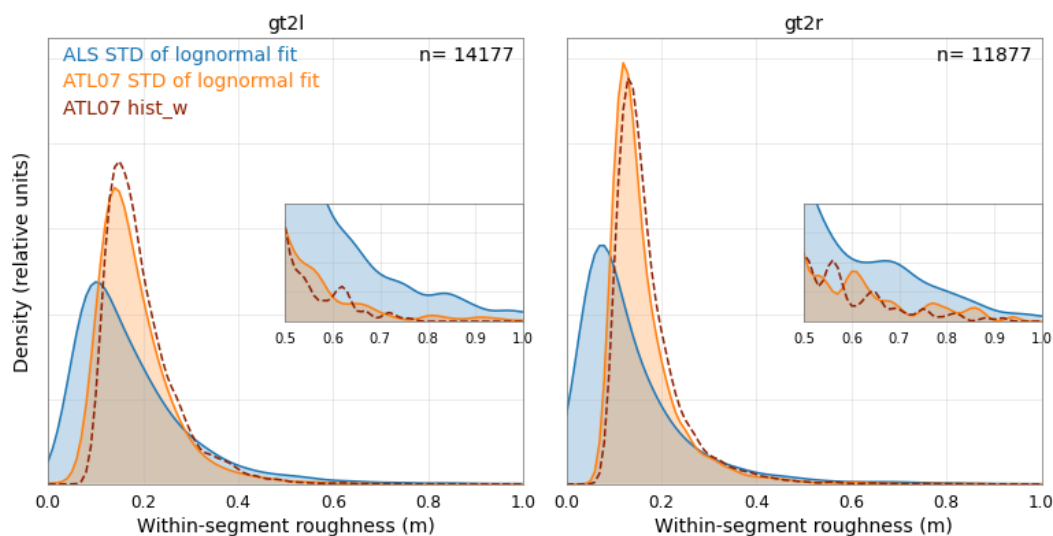 gt2l
gt2r
ALS STD of lognormal fit
ATL07 STD of lognormal fit
ATL07 hist_w
n= 14177
n= 11877
Density (relative units)
0.5 0.6 0.7 0.8 0.9 1.0
0.5 0.6 0.7 0.8 0.9 1.0
0.0 0.2 0.4 0.6 0.8 1.0
0.0 0.2 0.4 0.6 0.8 1.0
Within-segment roughness (m)
Within-segment roughness (m)